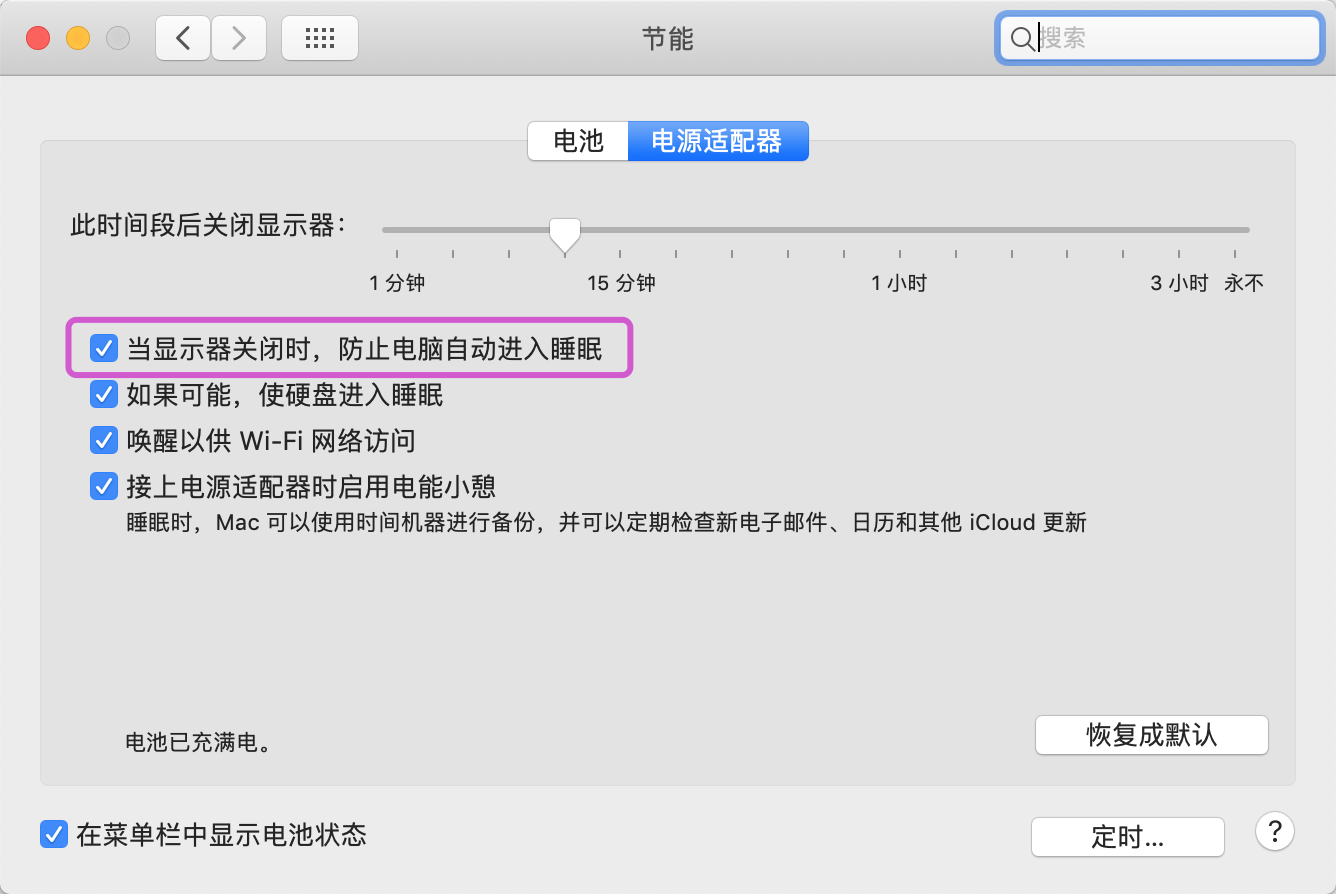 节能
搜索
电池 电源适配器
此时间段后关闭显示器：
1 分钟 15 分钟 1 小时 3 小时 永不
当显示器关闭时，防止电脑自动进入睡眠
如果可能，使硬盘进入睡眠
唤醒以供 Wi-Fi 网络访问
接上电源适配器时启用电能小憩
睡眠时，Mac 可以使用时间机器进行备份，并可以定期检查新电子邮件、日历和其他 iCloud 更新
电池已充满电。
恢复成默认
在菜单栏中显示电池状态
定时...
?